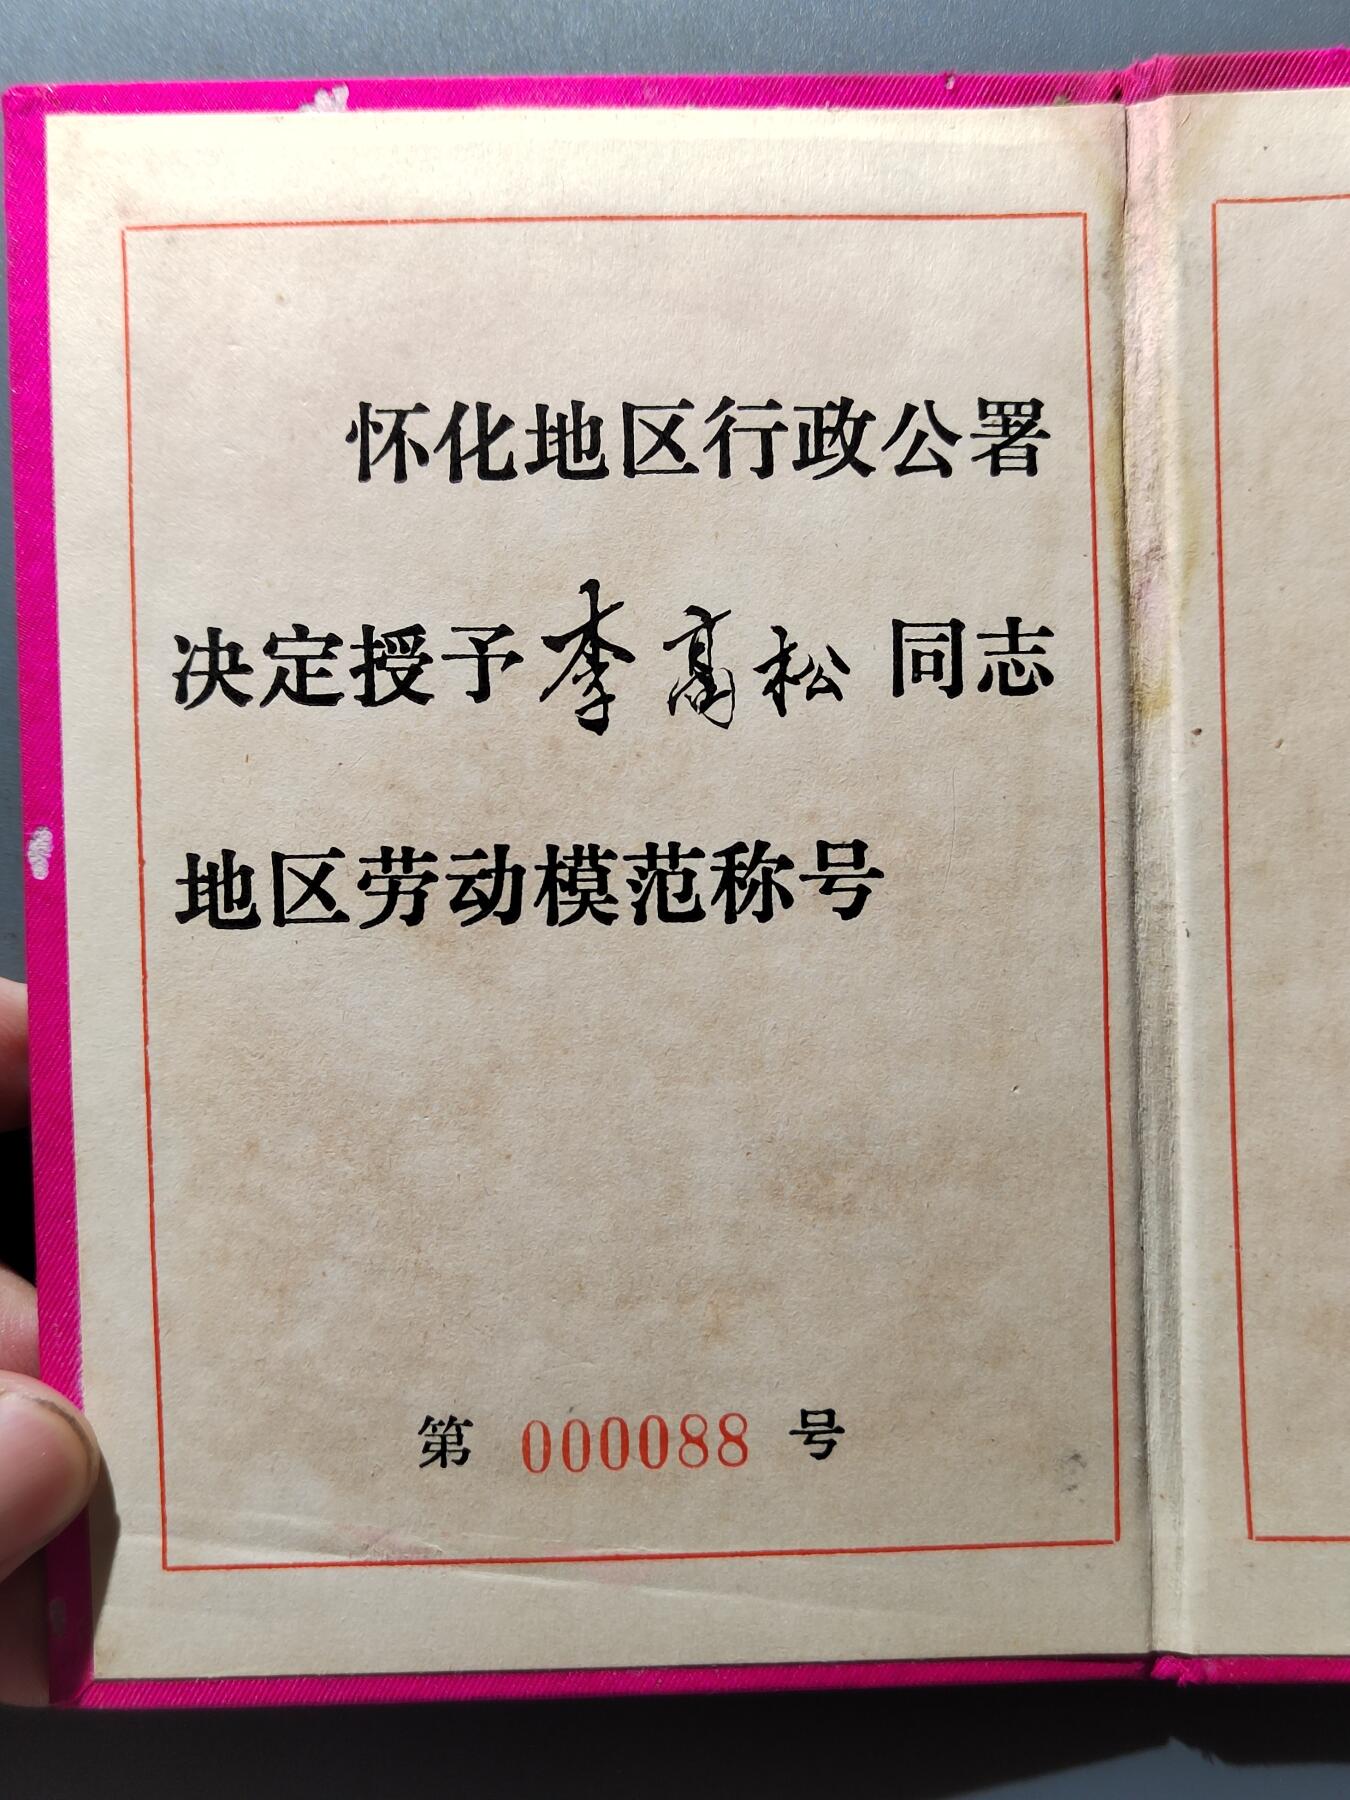 怀化地区行政公署
决定授予李高松同志
地区劳动模范称号
第 000088 号